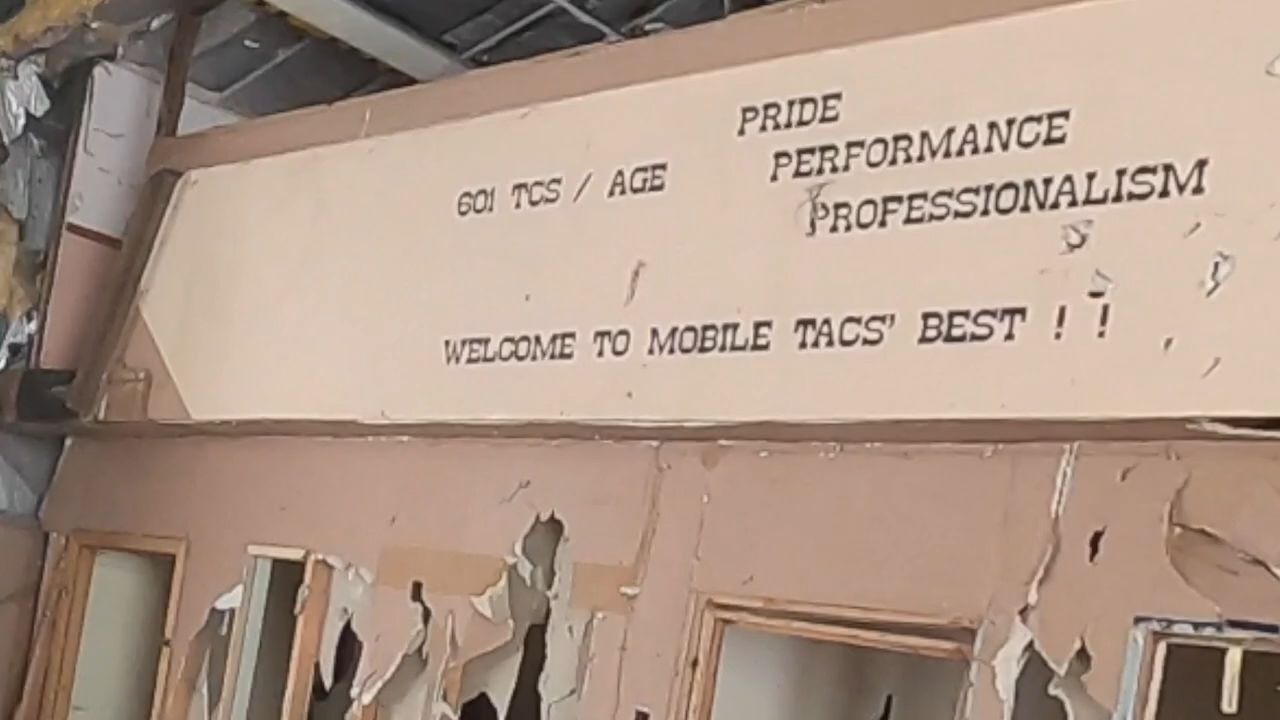 PRIDE
PERFORMANCE
601 TCS / AGE
PROFESSIONALISM
WELCOME TO MOBILE TACS' BEST ! !